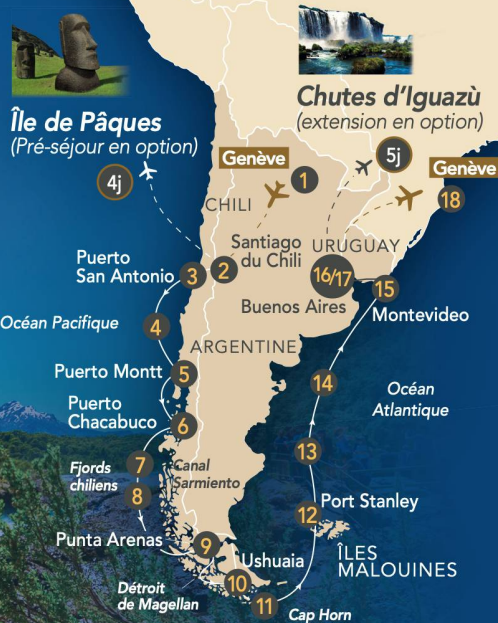 Île de Pâques
(Pré-séjour en option)
4j
Chutes d'Iguazù
(extension en option)
5j
Genève
1
Genève
18
CHILI
Santiago
du Chili
2
URUGUAY
16/17
Buenos Aires
15
Montevideo
Puerto
San Antonio
3
Océan Pacifique
4
ARGENTINE
Puerto Montt
5
14
Océan
Atlantique
Puerto
Chacabuco
6
13
Fjords
chiliens
7
8
Canal
Sarmiento
12
Port Stanley
Punta Arenas
9
ÎLES
MALOUINES
Ushuaia
10
Détroit
de Magellan
11
Cap Horn